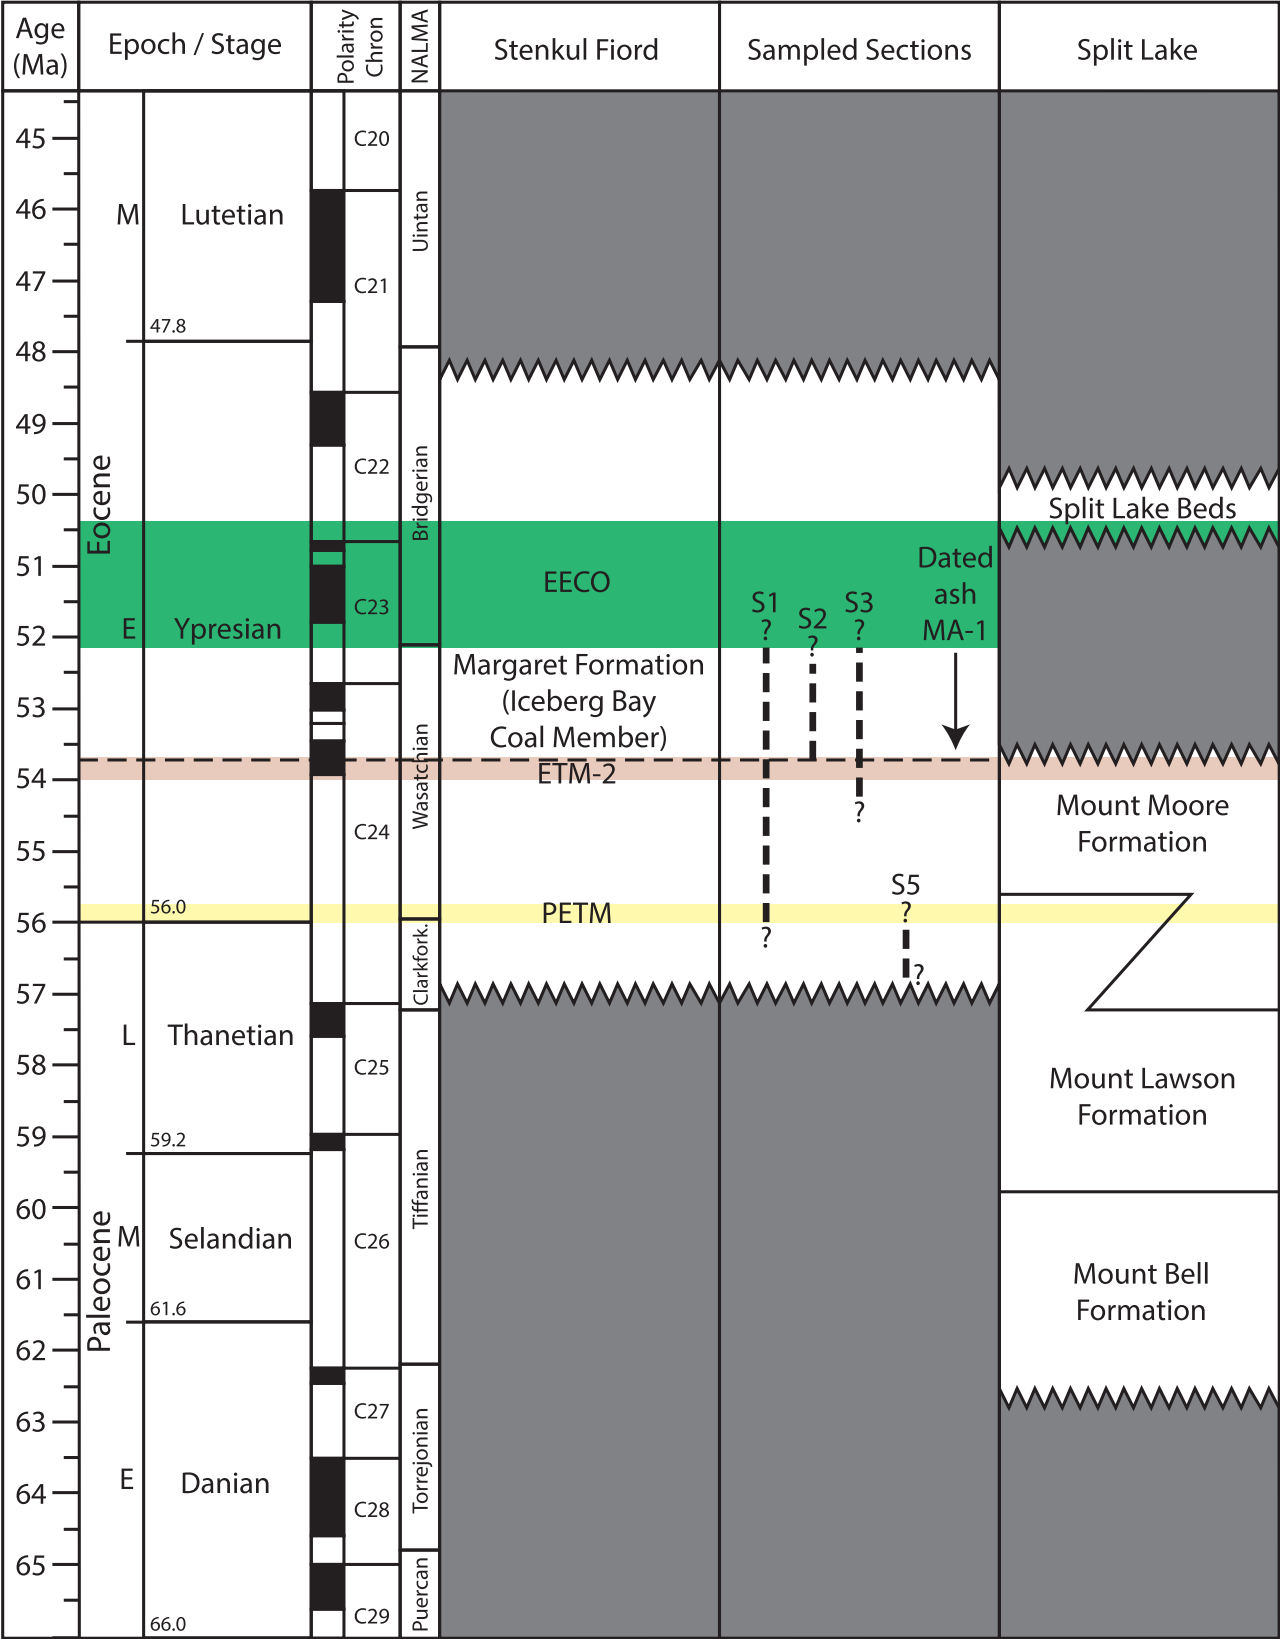 Age
(Ma)
Epoch / Stage
Polarity
Chron
NALMA
Stenkul Fiord
Sampled Sections
Split Lake
45
46
47
48
49
50
51
52
53
54
55
56
57
58
59
60
61
62
63
64
65
Eocene
Paleocene
M
E
L
M
E
Lutetian
47.8
Ypresian
56.0
Thanetian
59.2
Selandian
61.6
Danian
66.0
C20
C21
C22
C23
C24
C25
C26
C27
C28
C29
Uintan
Bridgerian
Wasatchian
Clarkfork.
Tiffanian
Torrejonian
Puercan
EECO
Margaret Formation
(Iceberg Bay
Coal Member)
ETM-2
PETM
S1
?
?
S2
?
S3
?
?
S5
?
?
Dated
ash
MA-1
Split Lake Beds
Mount Moore
Formation
Mount Lawson
Formation
Mount Bell
Formation